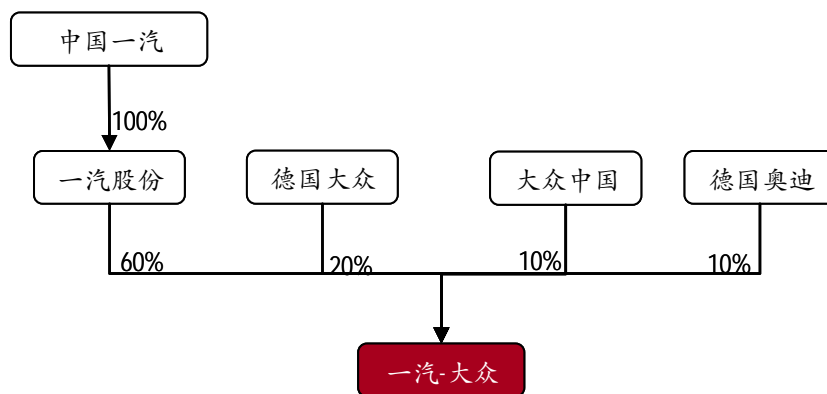 中国一汽
100%
一汽股份
德国大众
大众中国
德国奥迪
60%
20%
10%
10%
一汽-大众